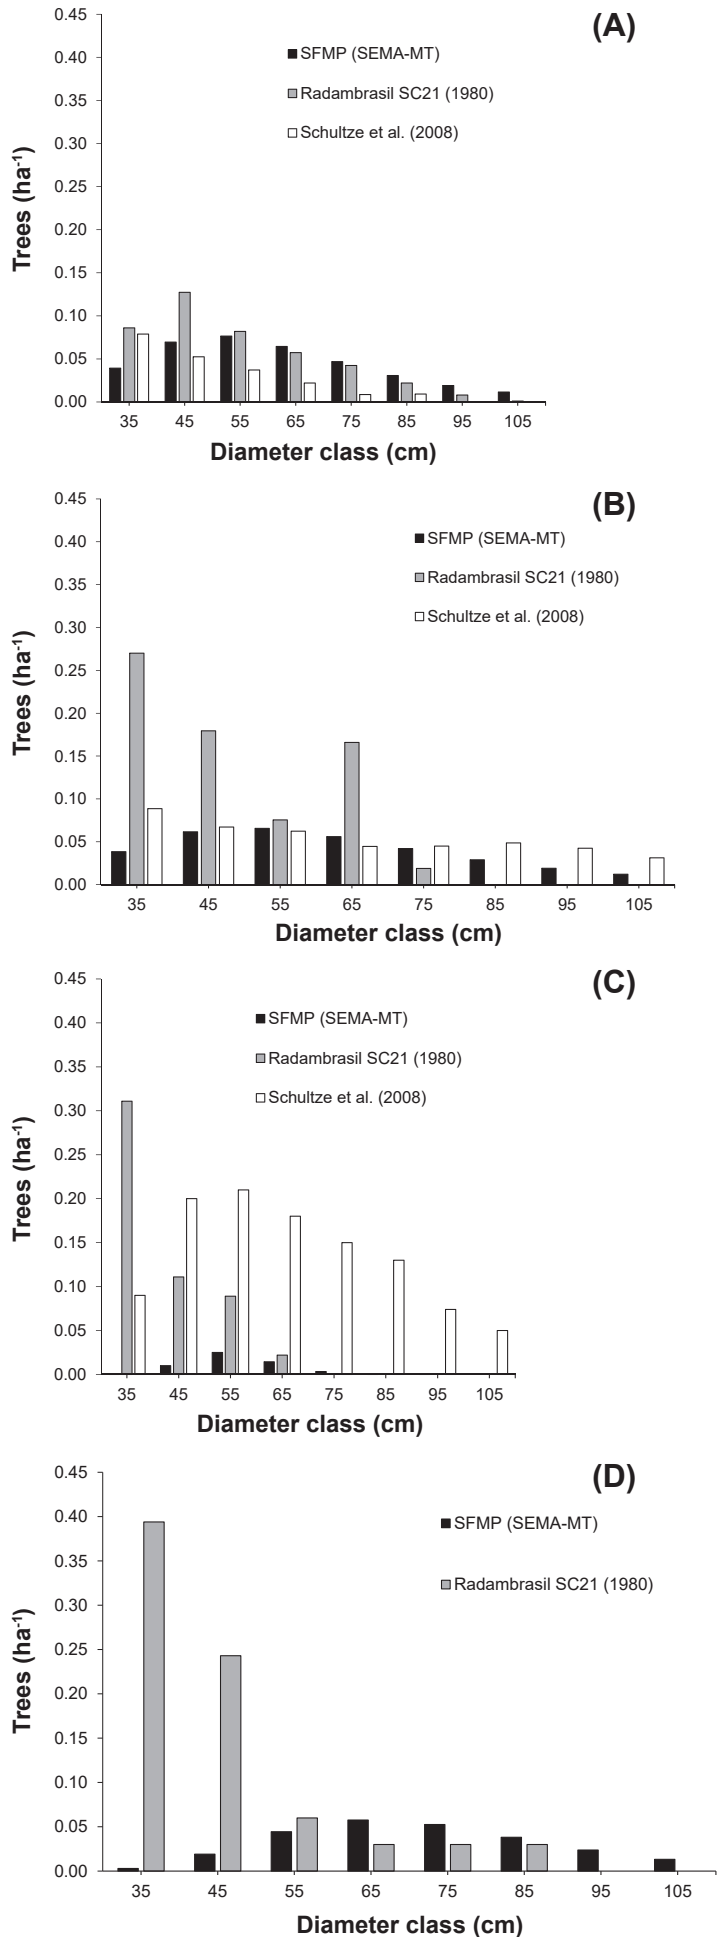 (A)
0.45
0.40
0.35
0.30
0.25
0.20
0.15
0.10
0.05
0.00
Trees (ha-1)
SFMP (SEMA-MT)
Radambrasil SC21 (1980)
Schultze et al. (2008)
35 45 55 65 75 85 95 105
Diameter class (cm)
(B)
0.45
0.40
0.35
0.30
0.25
0.20
0.15
0.10
0.05
0.00
Trees (ha-1)
SFMP (SEMA-MT)
Radambrasil SC21 (1980)
Schultze et al. (2008)
35 45 55 65 75 85 95 105
Diameter class (cm)
(C)
0.45
0.40
0.35
0.30
0.25
0.20
0.15
0.10
0.05
0.00
Trees (ha-1)
SFMP (SEMA-MT)
Radambrasil SC21 (1980)
Schultze et al. (2008)
35 45 55 65 75 85 95 105
Diameter class (cm)
(D)
0.45
0.40
0.35
0.30
0.25
0.20
0.15
0.10
0.05
0.00
Trees (ha-1)
SFMP (SEMA-MT)
Radambrasil SC21 (1980)
35 45 55 65 75 85 95 105
Diameter class (cm)